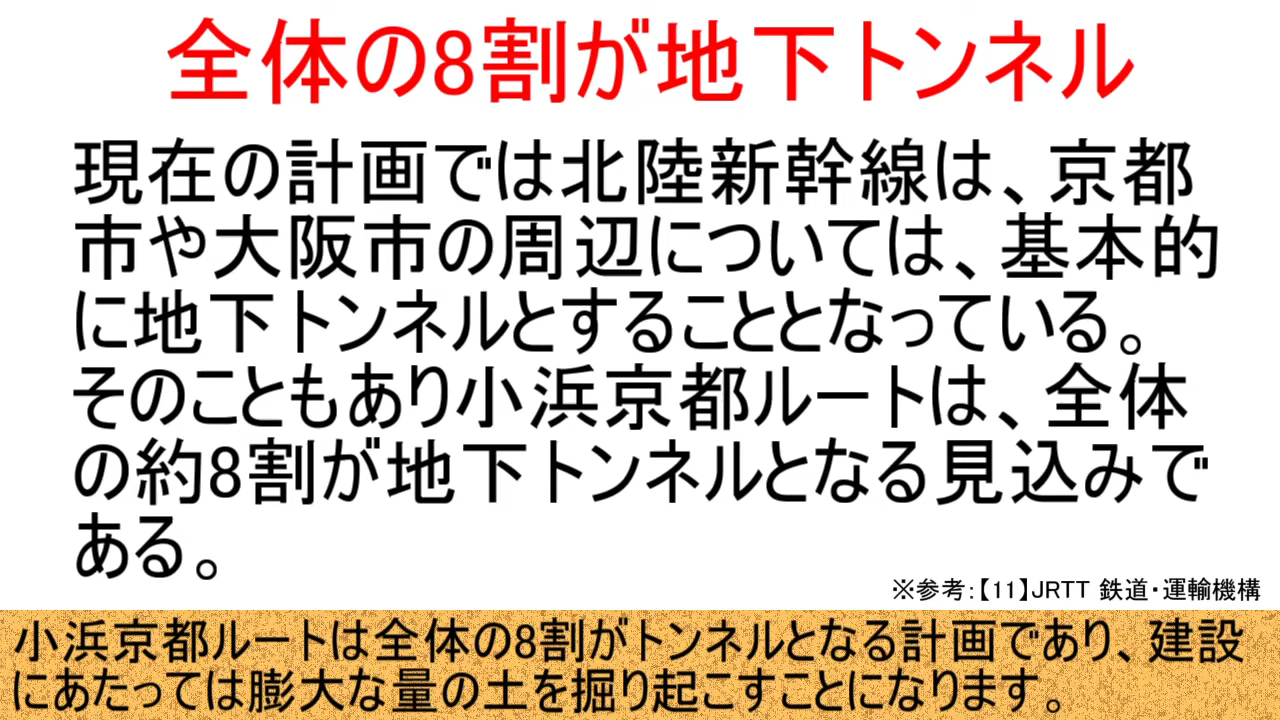 全体の8割が地下トンネル
現在の計画では北陸新幹線は、京都
市や大阪市の周辺については、基本的
に地下トンネルとすることとなっている。
そのこともあり小浜京都ルートは、全体
の約8割が地下トンネルとなる見込みで
ある。
※参考：【11】JRTT 鉄道・運輸機構
小浜京都ルートは全体の8割がトンネルとなる計画であり、建設
にあたっては膨大な量の土を掘り起こすことになります。